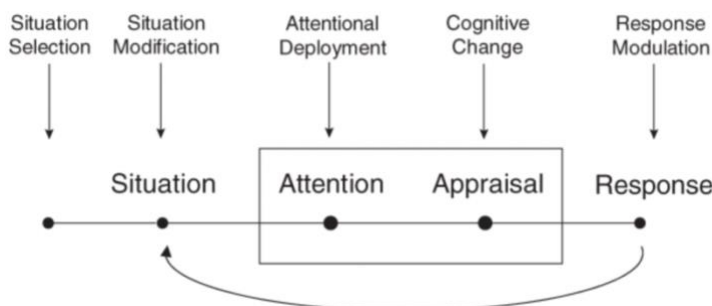 Situation Selection
Situation Modification
Attentional Deployment
Cognitive Change
Response Modulation
Situation
Attention
Appraisal
Response